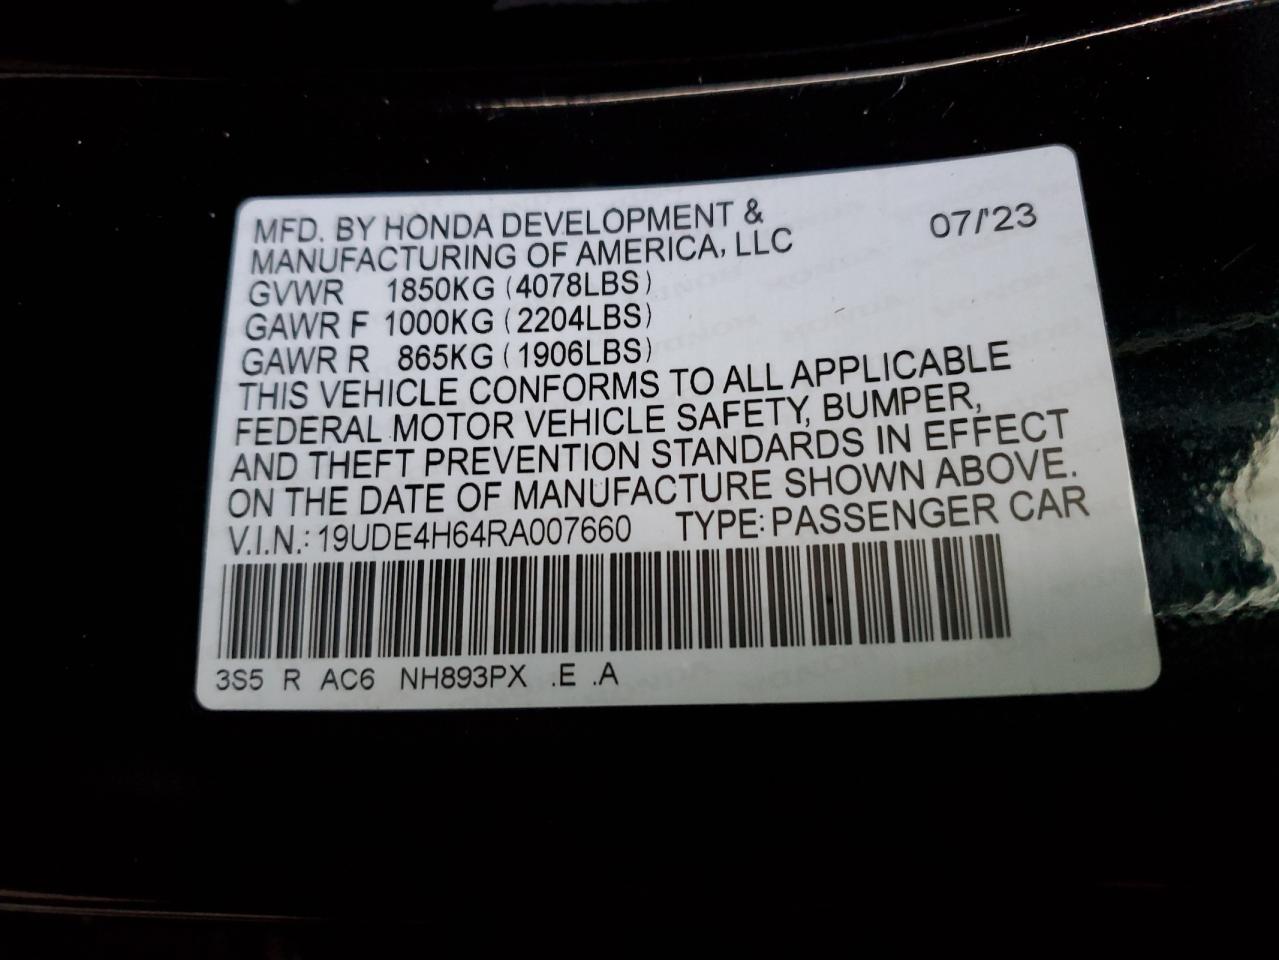 MFD. BY HONDA DEVELOPMENT &
MANUFACTURING OF AMERICA, LLC 07/'23
GVWR 1850KG (4078LBS)
GAWR F 1000KG (2204LBS)
GAWR R 865KG (1906LBS)
THIS VEHICLE CONFORMS TO ALL APPLICABLE
FEDERAL MOTOR VEHICLE SAFETY, BUMPER,
AND THEFT PREVENTION STANDARDS IN EFFECT
ON THE DATE OF MANUFACTURE SHOWN ABOVE.
V.I.N.: 19UDE4H64RA007660 TYPE: PASSENGER CAR
3S5 R AC6 NH893PX .E .A